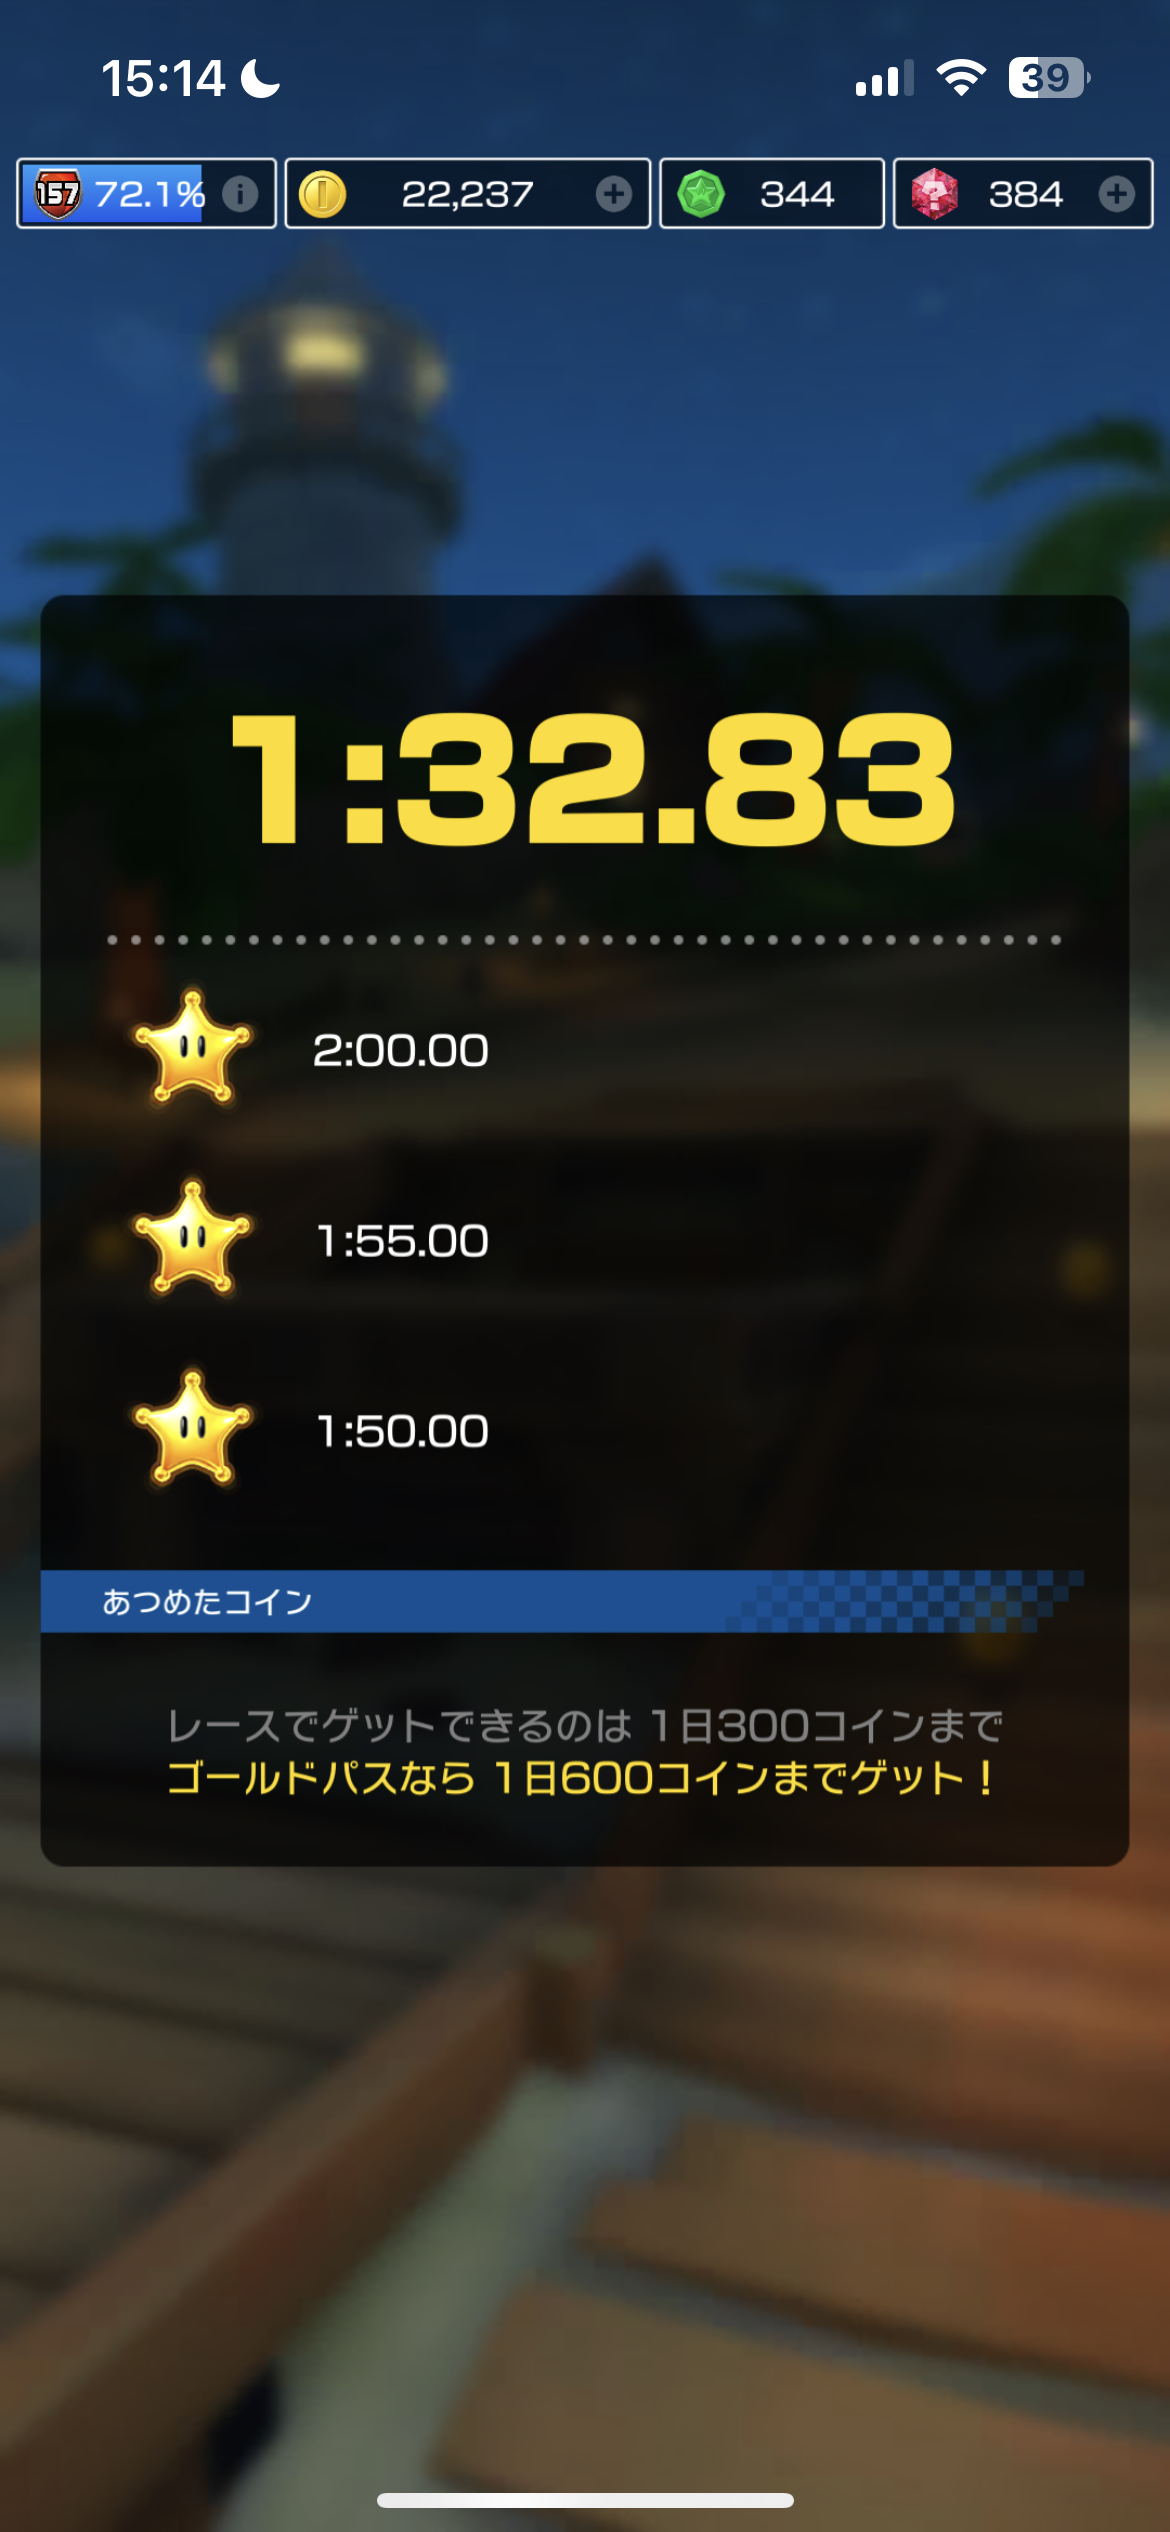 15:14
39
157 72.1% i 22,237 + 344 384 +
1:32.83
2:00.00
1:55.00
1:50.00
あつめたコイン
レースでゲットできるのは 1日300コインまで
ゴールドパスなら 1日600コインまでゲット！